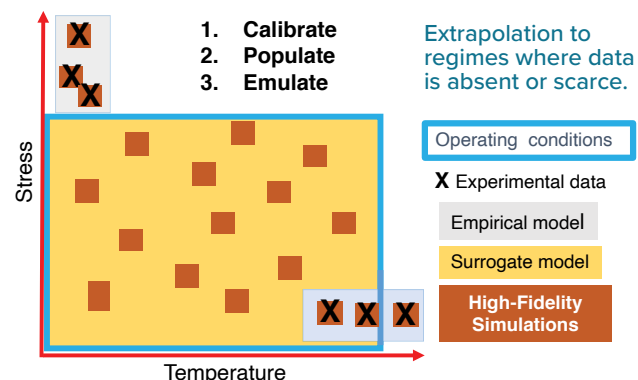 1. Calibrate
2. Populate
3. Emulate
Extrapolation to
regimes where data
is absent or scarce.
Operating conditions
X Experimental data
Empirical model
Surrogate model
High-Fidelity
Simulations
Stress
Temperature
X
X
X
X
X
X